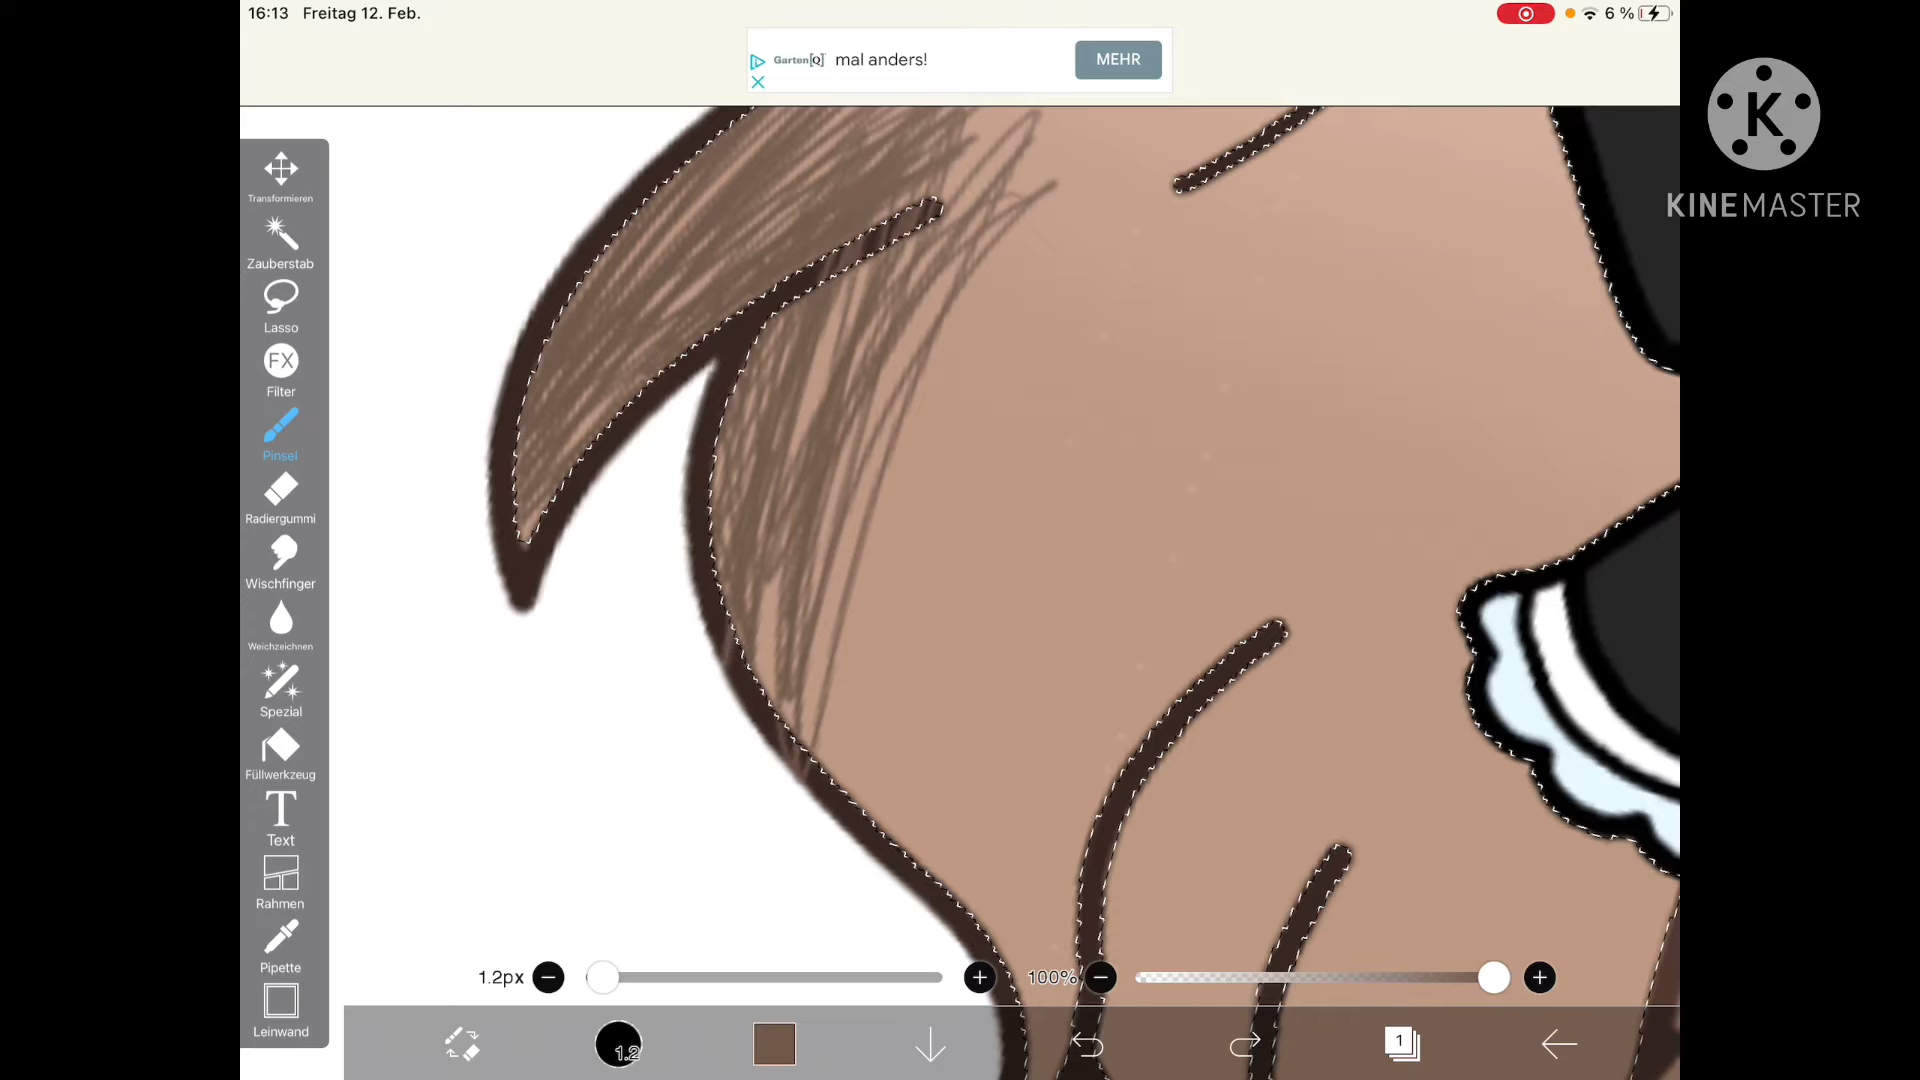 16:13 Freitag 12. Feb.
6 %
Garten[Q] mal anders!
MEHR
K
KINEMASTER
Transformieren
Zauberstab
Lasso
FX
Filter
Pinsel
Radiergummi
Wischfinger
Weichzeichnen
Spezial
Füllwerkzeug
T
Text
Rahmen
Pipette
Leinwand
1.2px
100%
1.2
1